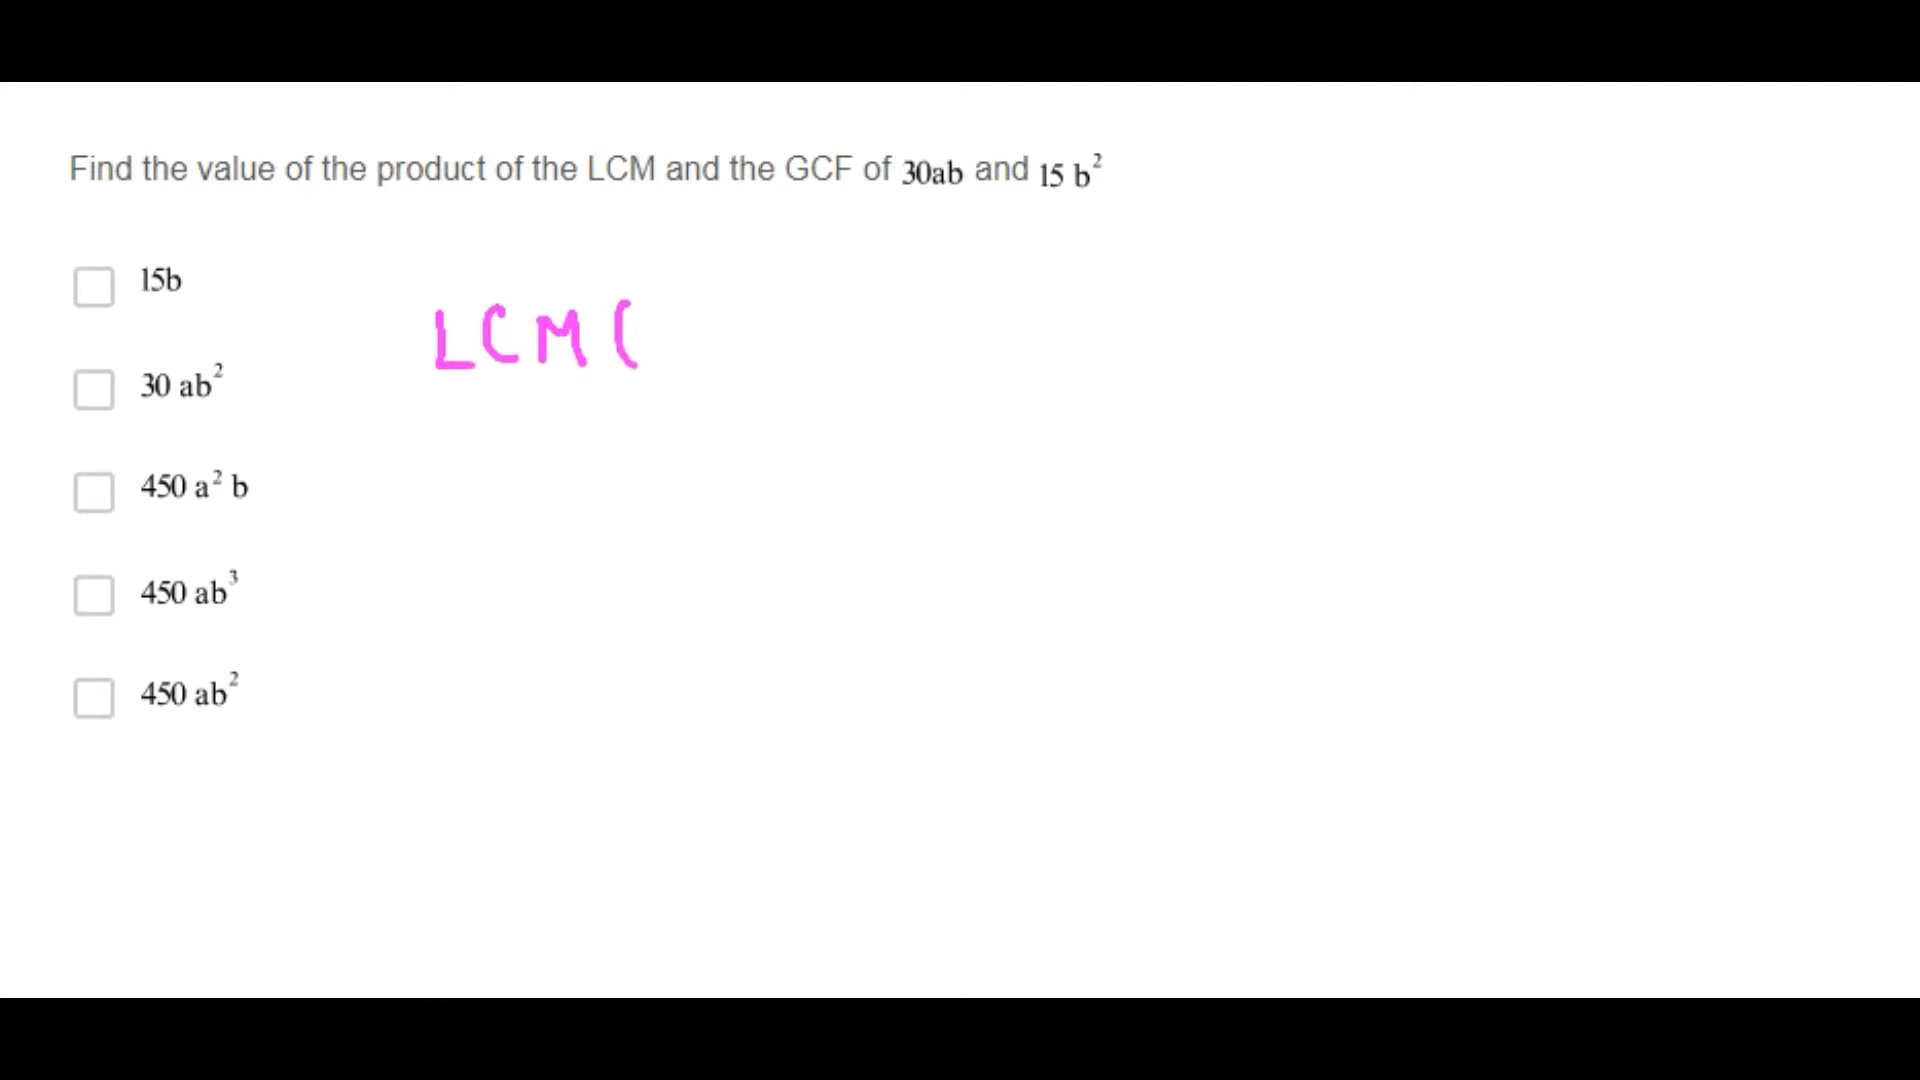 Find the value of the product of the LCM and the GCF of 30ab and 15 b²
15b
30 ab²
LCM (
450 a² b
450 ab³
450 ab²